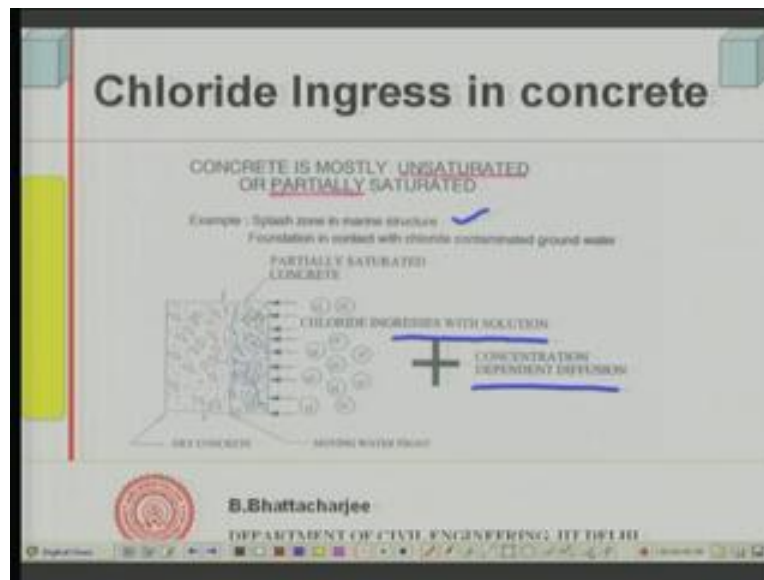 Chloride Ingress in concrete
CONCRETE IS MOSTLY UNSATURATED
OR PARTIALLY SATURATED
Example : Splash zone in marine structure
Foundation in contact with chloride contaminated ground water
PARTIALLY SATURATED
CONCRETE
CHLORIDE INGRESSES WITH SOLUTION
+
CONCENTRATION
DEPENDENT DIFFUSION
DRY CONCRETE
MOVING WATER FRONT
B.Bhattacharjee
DEPARTMENT OF CIVIL ENGINEERING, IIT DELHI